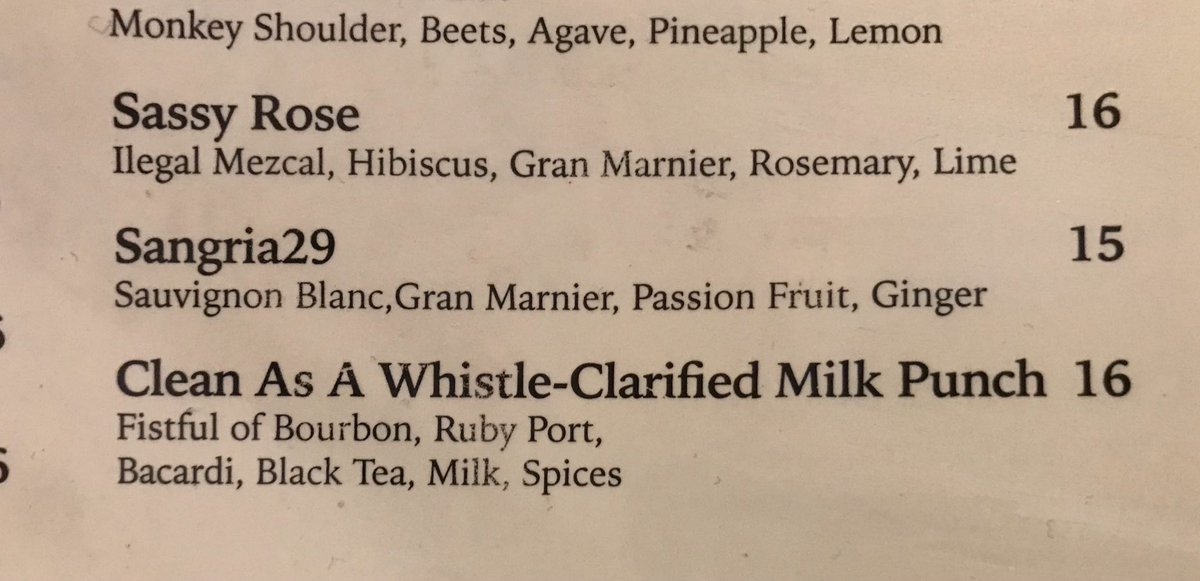 Monkey Shoulder, Beets, Agave, Pineapple, Lemon
Sassy Rose 16
Ilegal Mezcal, Hibiscus, Gran Marnier, Rosemary, Lime
Sangria29 15
Sauvignon Blanc,Gran Marnier, Passion Fruit, Ginger
Clean As A Whistle-Clarified Milk Punch 16
Fistful of Bourbon, Ruby Port,
Bacardi, Black Tea, Milk, Spices